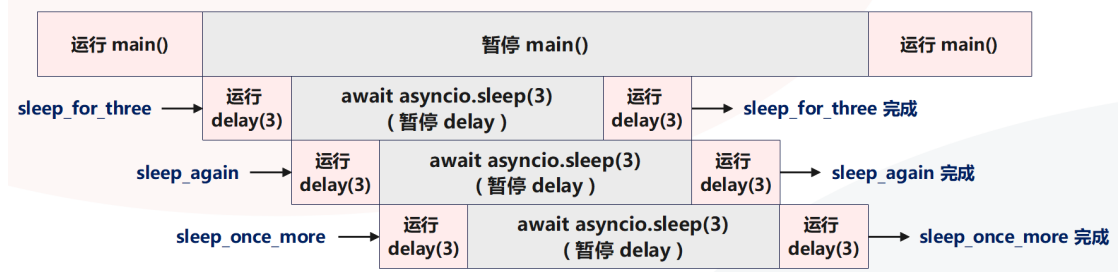 运行 main()
暂停 main()
运行 main()
sleep_for_three
运行
delay(3)
await asyncio.sleep(3)
( 暂停 delay )
运行
delay(3)
sleep_for_three 完成
sleep_again
运行
delay(3)
await asyncio.sleep(3)
( 暂停 delay )
运行
delay(3)
sleep_again 完成
sleep_once_more
运行
delay(3)
await asyncio.sleep(3)
( 暂停 delay )
运行
delay(3)
sleep_once_more 完成